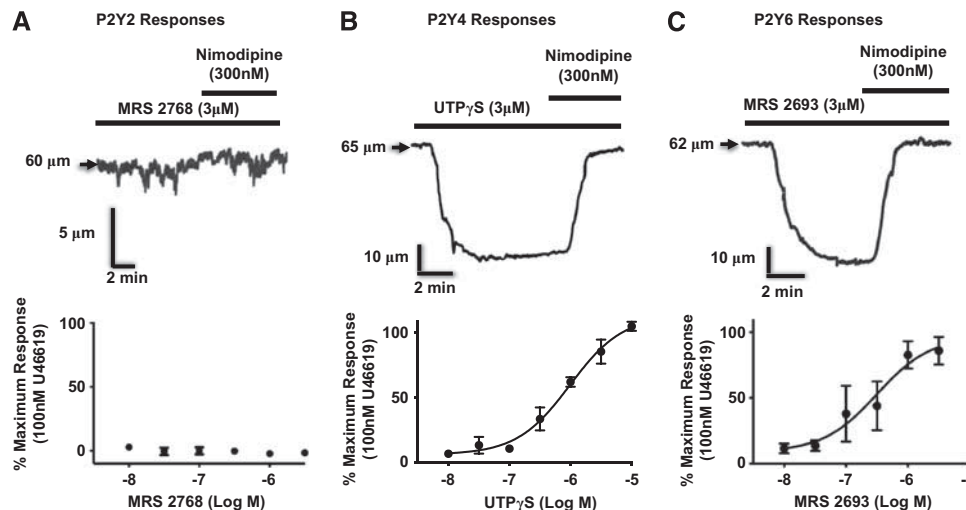 A P2Y2 Responses
Nimodipine
(300nM)
MRS 2768 (3μM)
60 μm
5 μm
2 min
% Maximum Response
(100nM U46619)
100
50
0
-8 -7 -6
MRS 2768 (Log M)
B P2Y4 Responses
Nimodipine
(300nM)
UTPγS (3μM)
65 μm
10 μm
2 min
% Maximum Response
(100nM U46619)
100
50
0
-8 -7 -6 -5
UTPγS (Log M)
C P2Y6 Responses
Nimodipine
(300nM)
MRS 2693 (3μM)
62 μm
10 μm
2 min
% Maximum Response
(100nM U46619)
100
50
0
-8 -7 -6
MRS 2693 (Log M)